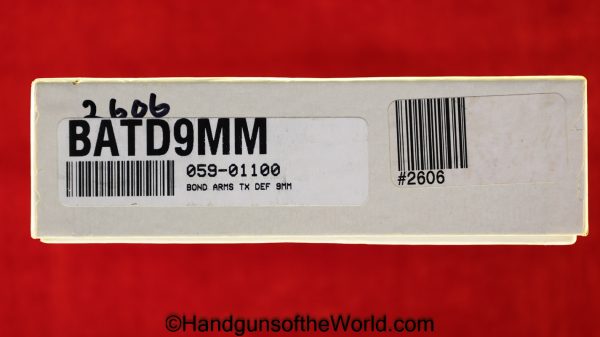 2606
BATD9MM
059-01100
BOND ARMS TX DEF 9MM
#2606
©HandgunsoftheWorld.com